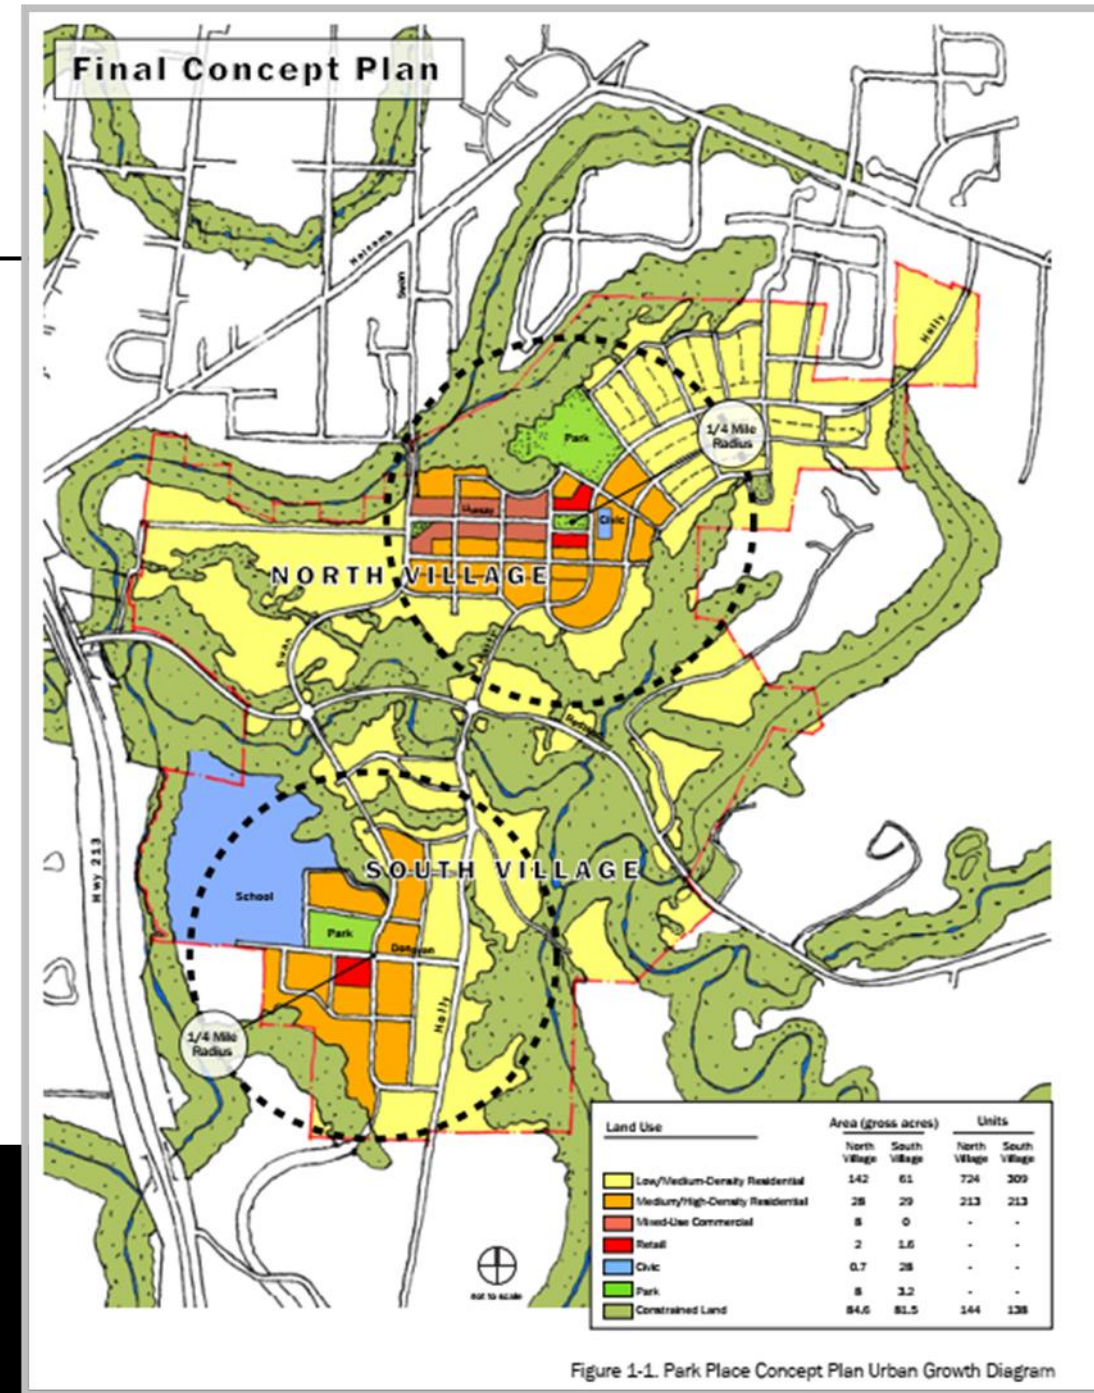 Final Concept Plan
Holcomb
Swan
Holly
1/4 Mile
Radius
Park
Civic
NORTH VILLAGE
Swan
Hwy 213
SOUTH VILLAGE
School
Park
Donovan
Holly
1/4 Mile
Radius
Land Use Area (gross acres) Units
North Village South Village North Village South Village
Low/Medium-Density Residential 142 61 724 309
Medium/High-Density Residential 28 29 213 213
Mixed-Use Commercial 8 0 - -
Retail 2 1.6 - -
Civic 0.7 28 - -
Park 8 3.2 - -
Constrained Land 84.6 81.5 144 138
not to scale
Figure 1-1. Park Place Concept Plan Urban Growth Diagram